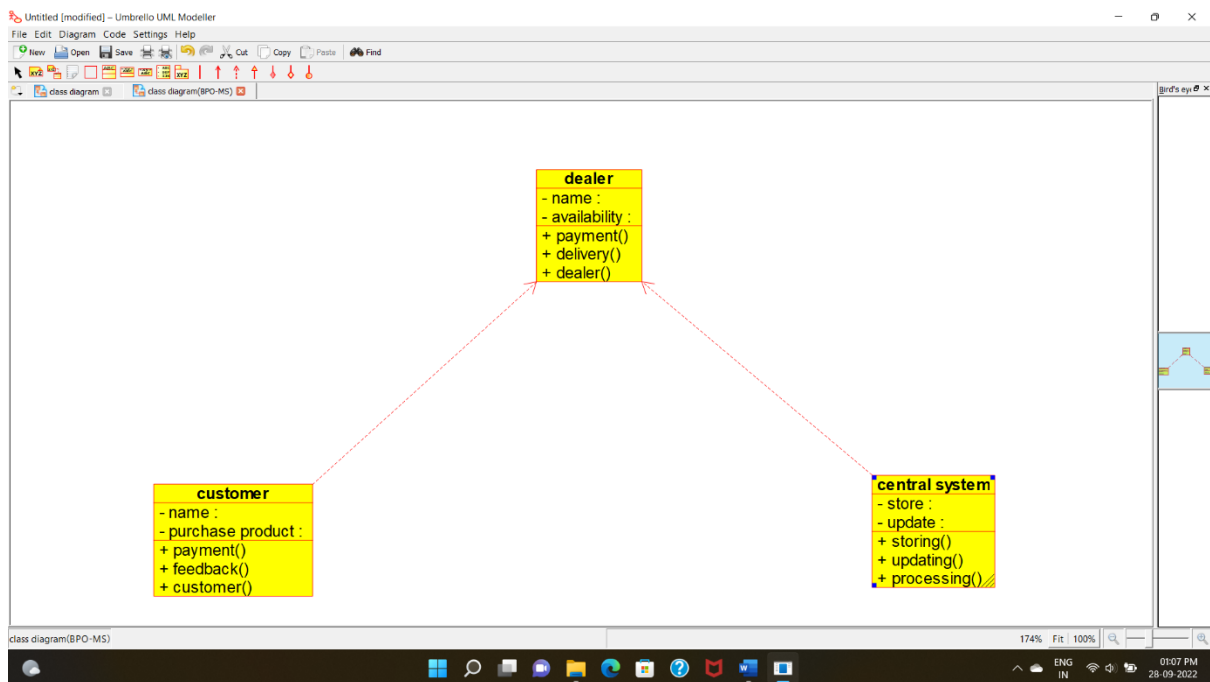 Untitled [modified] – Umbrello UML Modeller
File Edit Diagram Code Settings Help
New Open Save Cut Copy Paste Find
class diagram class diagram(BPO-MS)
Bird's eye
dealer
- name :
- availability :
+ payment()
+ delivery()
+ dealer()
customer
- name :
- purchase product :
+ payment()
+ feedback()
+ customer()
central system
- store :
- update :
+ storing()
+ updating()
+ processing()
class diagram(BPO-MS)
174% Fit 100%
ENG
IN
01:07 PM
28-09-2022